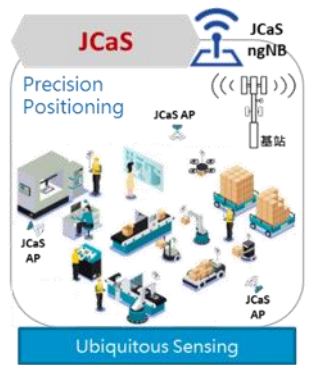 JCaS
JCaS
ngNB
Precision
Positioning
JCaS AP
基站
JCaS
AP
JCaS
AP
Ubiquitous Sensing